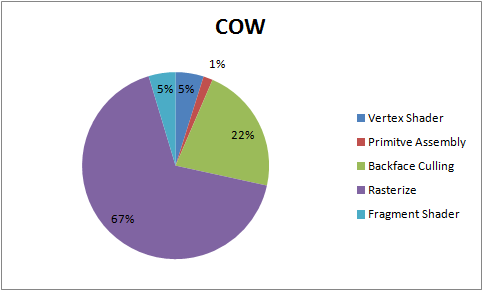 COW
1%
5%
5%
22%
67%
Vertex Shader
Primitve Assembly
Backface Culling
Rasterize
Fragment Shader